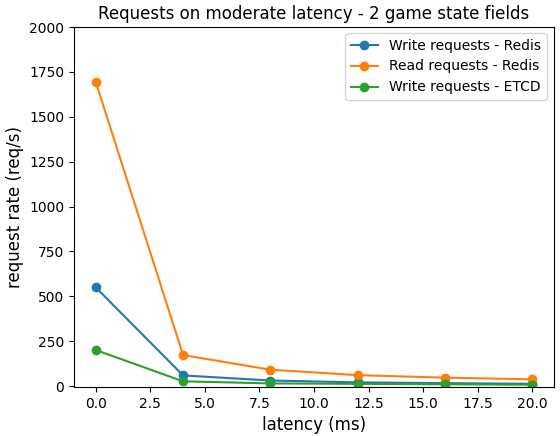 Requests on moderate latency - 2 game state fields
Write requests - Redis
Read requests - Redis
Write requests - ETCD
request rate (req/s)
2000
1750
1500
1250
1000
750
500
250
0
0.0 2.5 5.0 7.5 10.0 12.5 15.0 17.5 20.0
latency (ms)